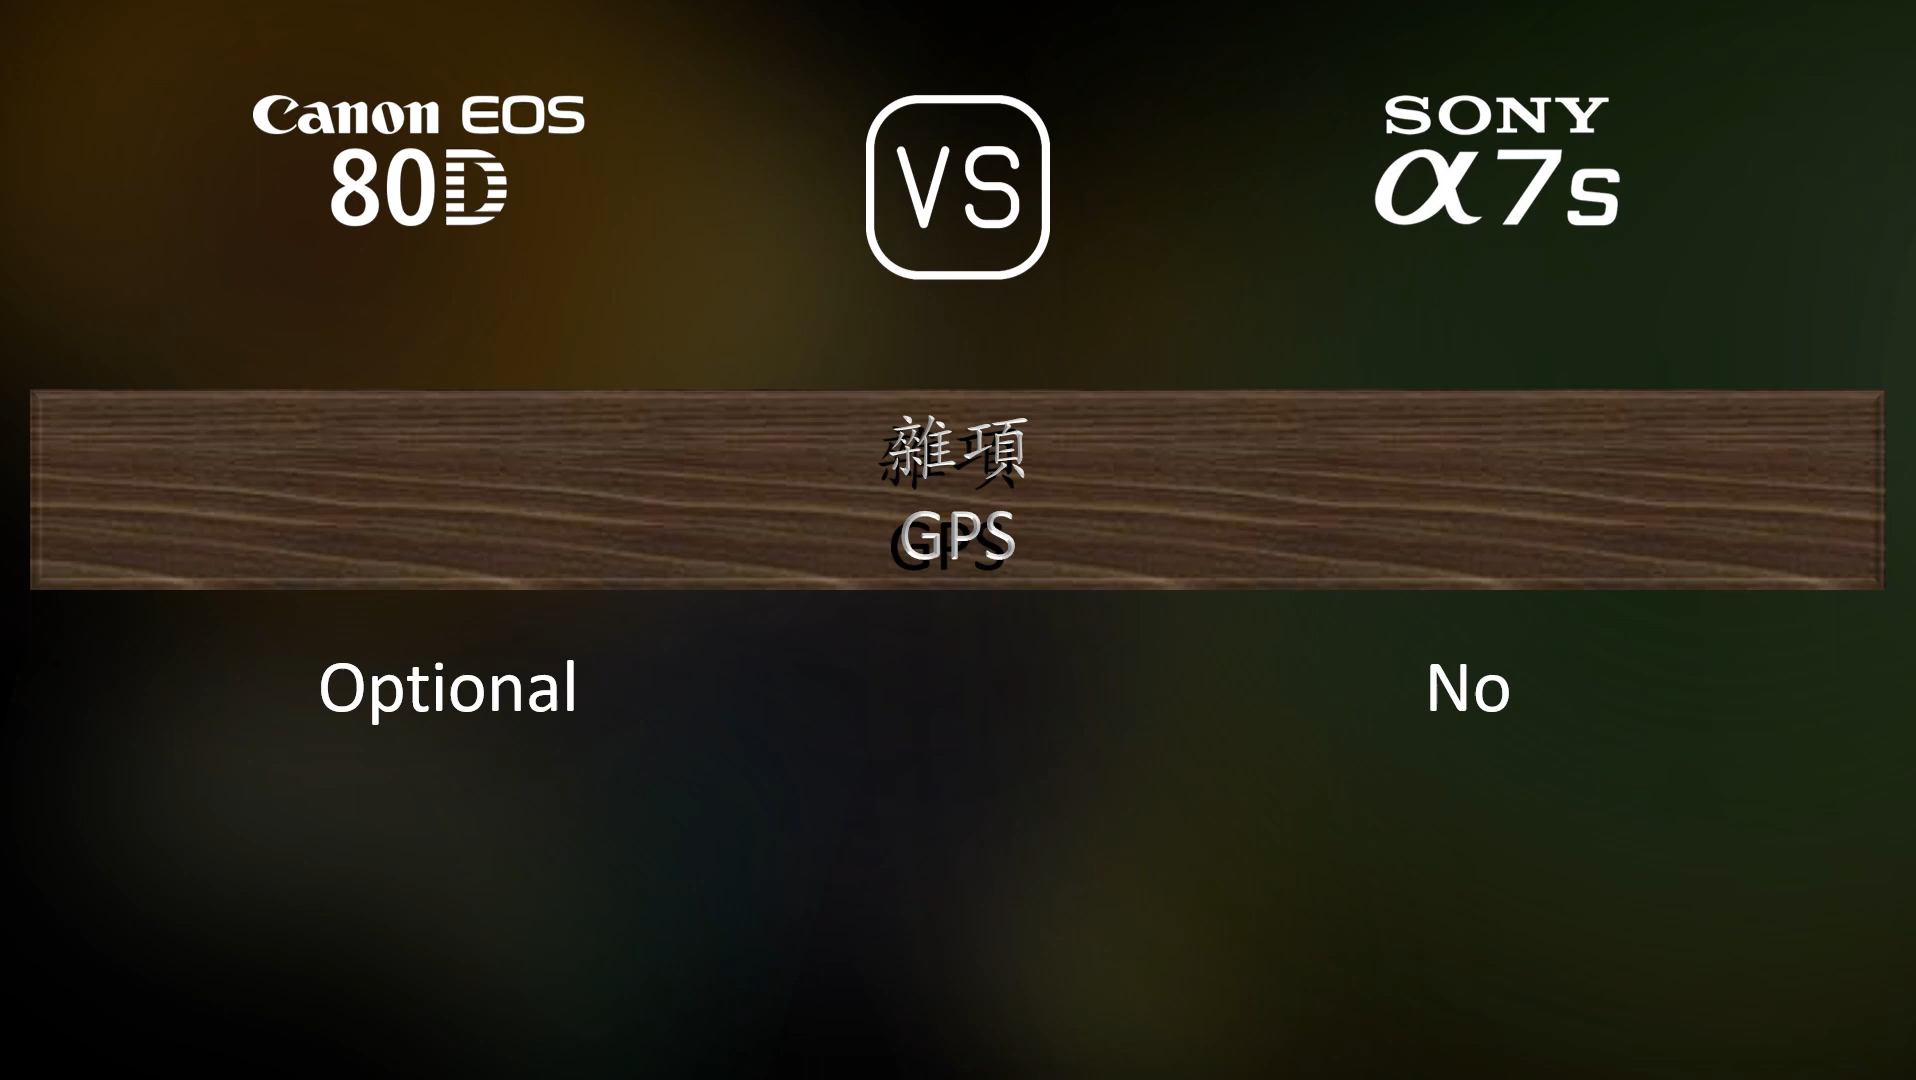 Canon EOS
80D
VS
SONY
α7s
雜項
GPS
Optional
No